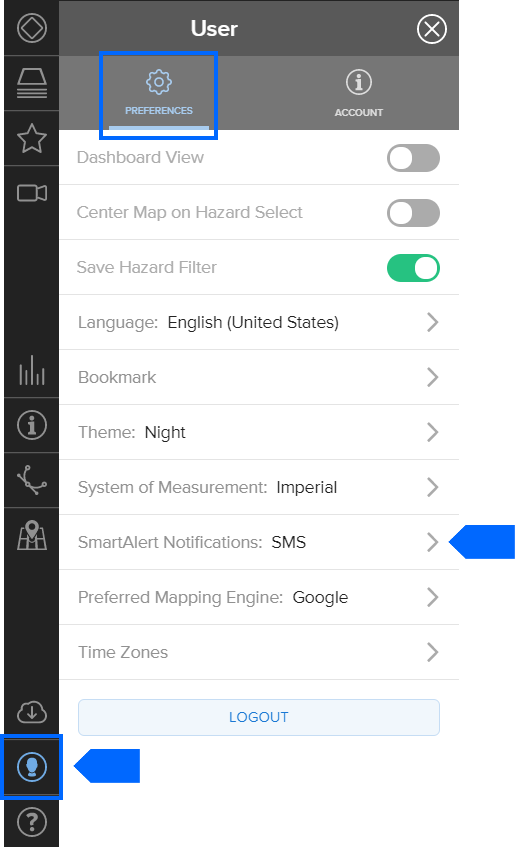 User
PREFERENCES
ACCOUNT
Dashboard View
Center Map on Hazard Select
Save Hazard Filter
Language: English (United States)
Bookmark
Theme: Night
System of Measurement: Imperial
SmartAlert Notifications: SMS
Preferred Mapping Engine: Google
Time Zones
LOGOUT